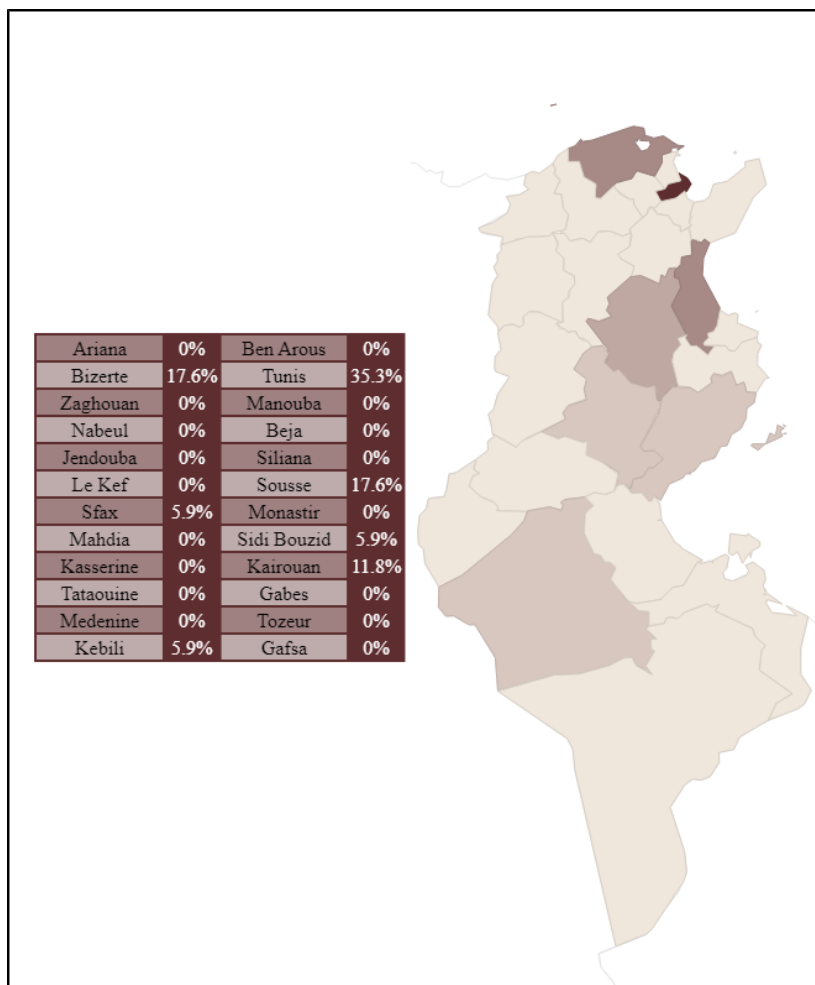 Ariana 0% Ben Arous 0%
Bizerte 17.6% Tunis 35.3%
Zaghouan 0% Manouba 0%
Nabeul 0% Beja 0%
Jendouba 0% Siliana 0%
Le Kef 0% Sousse 17.6%
Sfax 5.9% Monastir 0%
Mahdia 0% Sidi Bouzid 5.9%
Kasserine 0% Kairouan 11.8%
Tataouine 0% Gabes 0%
Medenine 0% Tozeur 0%
Kebili 5.9% Gafsa 0%